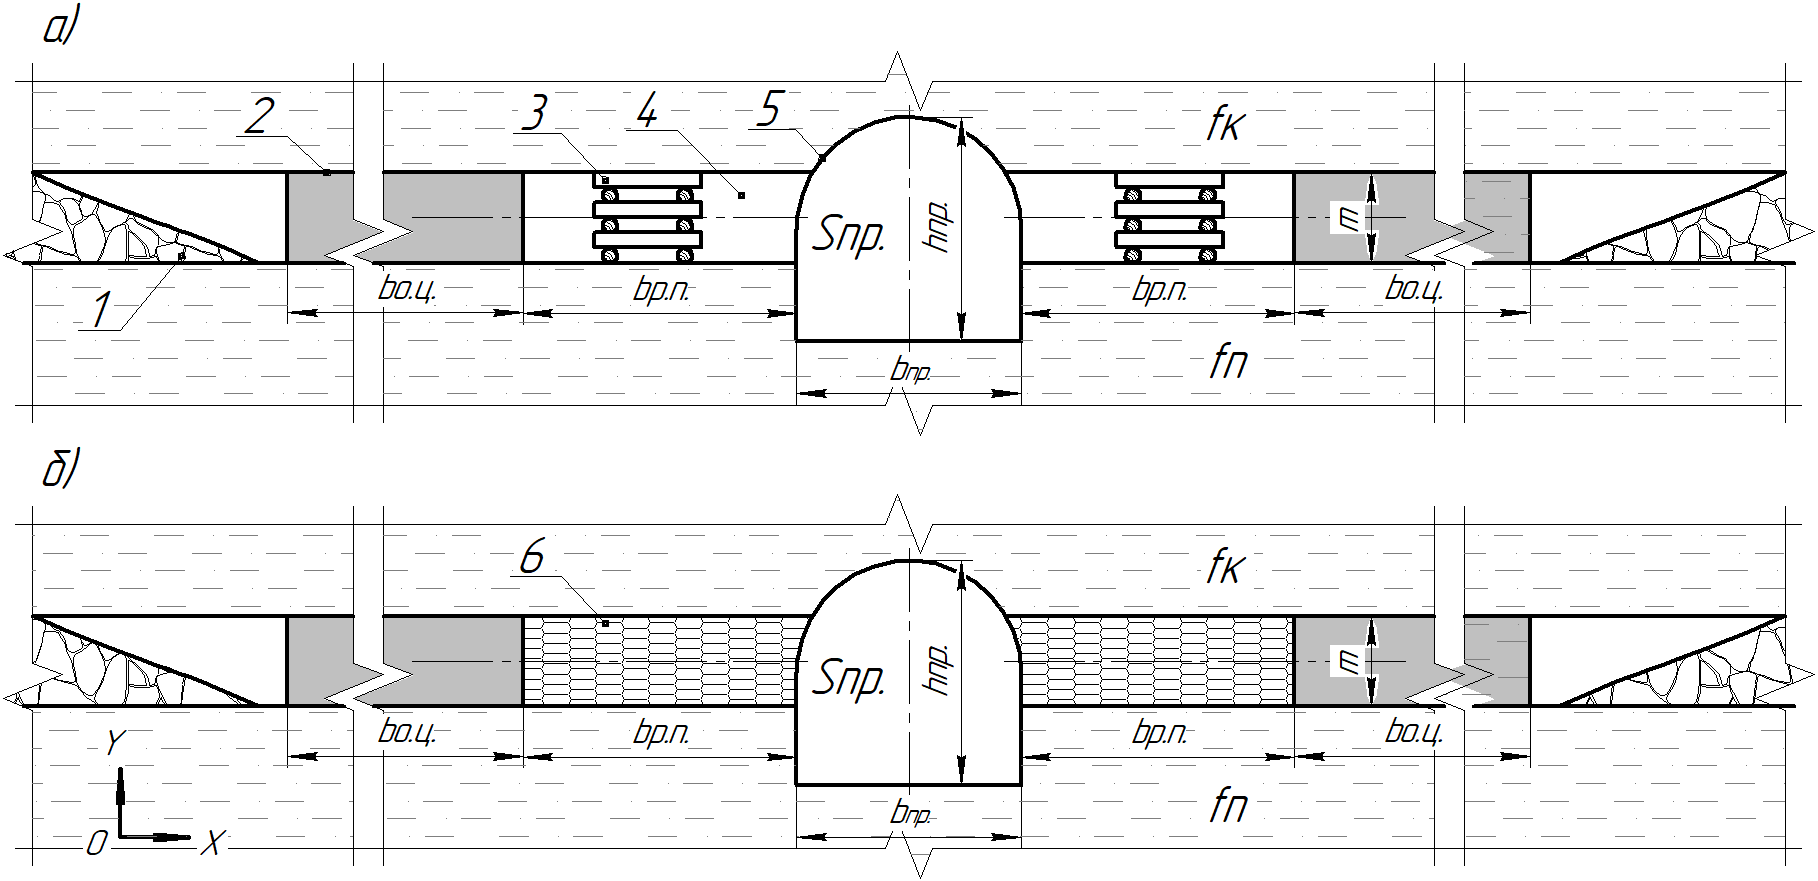 а)
2 3 4 5 fк
Sпр. hпр. m
1 bо.ц. bр.п. bр.п. bо.ц.
bпр. fп
б)
6 fк
Sпр. hпр. m
Y bо.ц. bр.п. bр.п. bо.ц.
O X bпр. fп